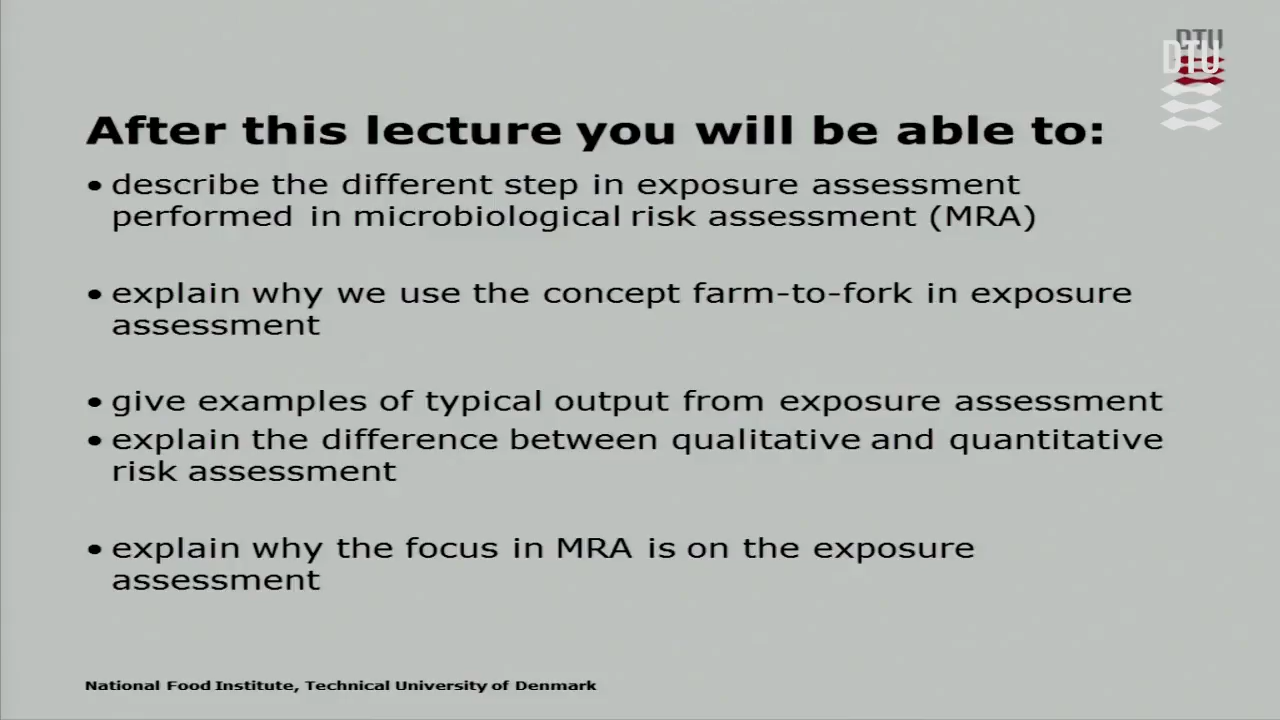 DTU
DTU
After this lecture you will be able to:
• describe the different step in exposure assessment
performed in microbiological risk assessment (MRA)
• explain why we use the concept farm-to-fork in exposure
assessment
• give examples of typical output from exposure assessment
• explain the difference between qualitative and quantitative
risk assessment
• explain why the focus in MRA is on the exposure
assessment
National Food Institute, Technical University of Denmark